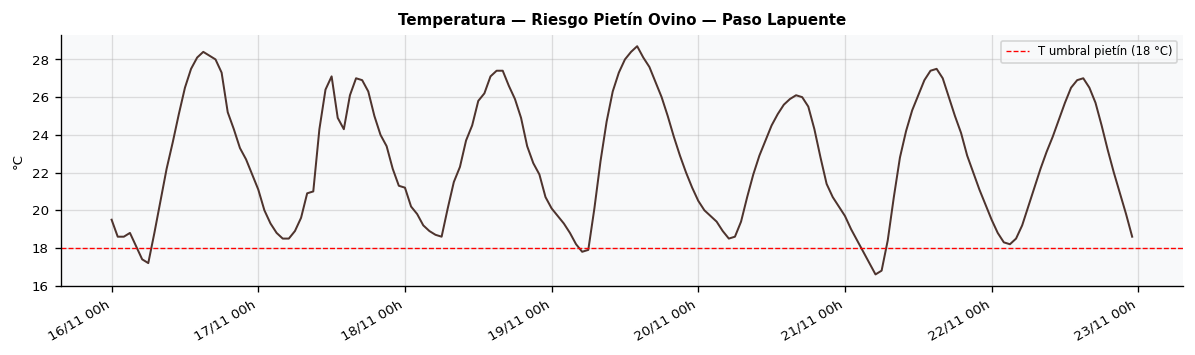 Temperatura — Riesgo Pietín Ovino — Paso Lapuente
T umbral pietín (18 °C)
28
26
24
22
20
18
16
°C
16/11 00h
17/11 00h
18/11 00h
19/11 00h
20/11 00h
21/11 00h
22/11 00h
23/11 00h